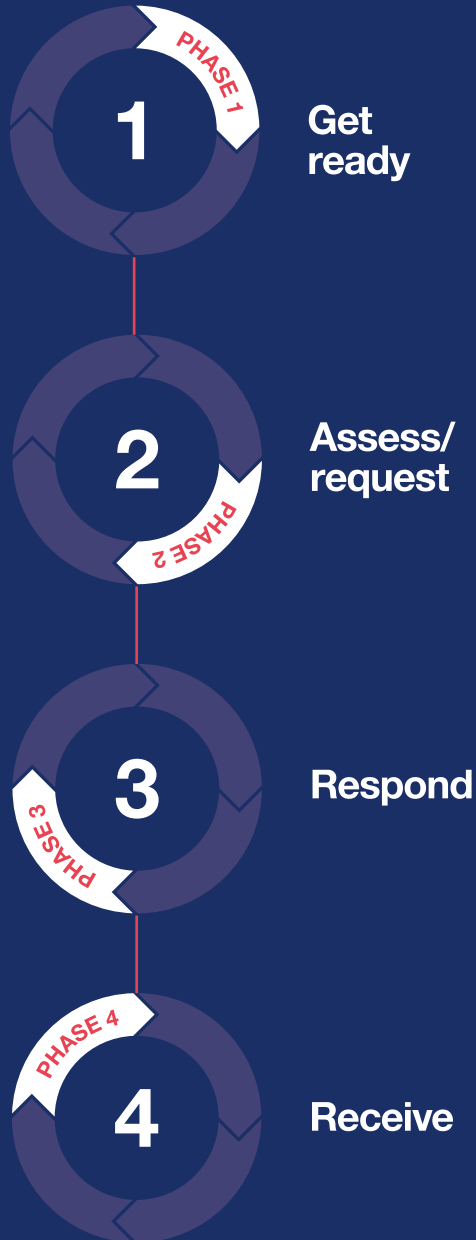 PHASE 1
1
Get
ready
PHASE 2
2
Assess/
request
PHASE 3
3
Respond
PHASE 4
4
Receive